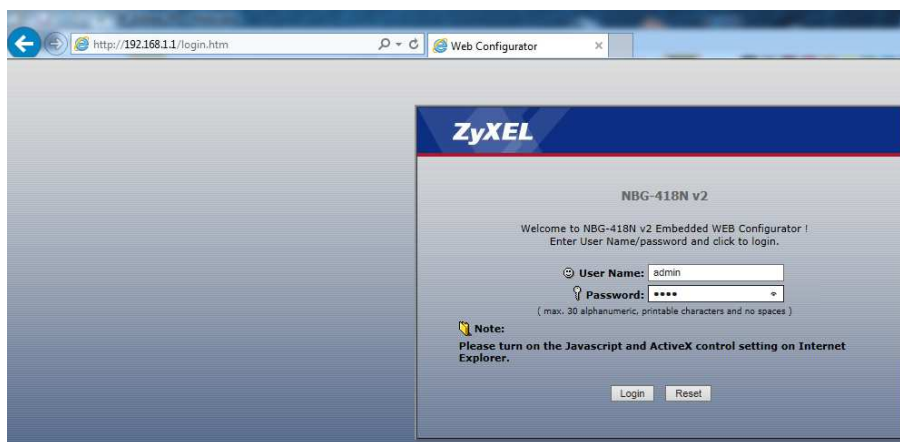 http://192.168.1.1/login.htm
Web Configurator
ZyXEL
NBG-418N v2
Welcome to NBG-418N v2 Embedded WEB Configurator !
Enter User Name/password and click to login.
User Name: admin
Password: ••••
( max. 30 alphanumeric, printable characters and no spaces )
Note:
Please turn on the Javascript and ActiveX control setting on Internet
Explorer.
Login Reset